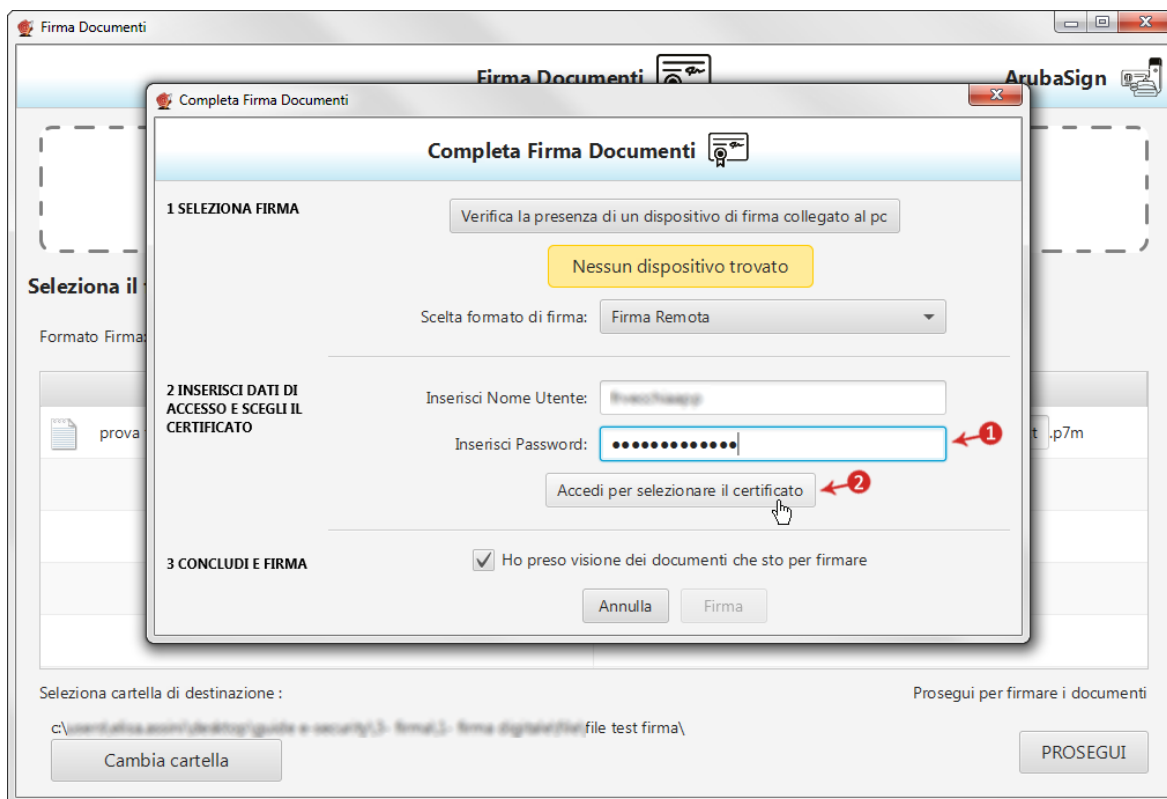 Firma Documenti
Firma Documenti
ArubaSign
Completa Firma Documenti
Completa Firma Documenti
1 SELEZIONA FIRMA
Verifica la presenza di un dispositivo di firma collegato al pc
Nessun dispositivo trovato
Seleziona il
Scelta formato di firma: Firma Remota
Formato Firma:
2 INSERISCI DATI DI
ACCESSO E SCEGLI IL
CERTIFICATO
Inserisci Nome Utente:
Inserisci Password: •••••••••••••
1
prova
t .p7m
Accedi per selezionare il certificato
2
3 CONCLUDI E FIRMA
Ho preso visione dei documenti che sto per firmare
Annulla Firma
Seleziona cartella di destinazione :
Prosegui per firmare i documenti
c:\ file test firma\
Cambia cartella
PROSEGUI